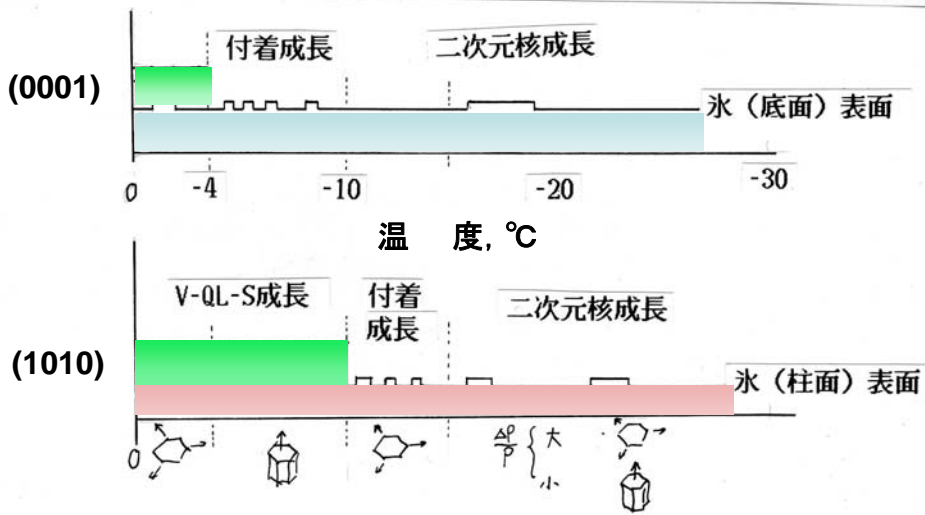 付着成長 二次元核成長
(0001)
氷（底面）表面
0 -4 -10 -20 -30
温 度, ℃
V-QL-S成長 付着成長 二次元核成長
(1010)
氷（柱面）表面
0
ΔP/P { 大
小